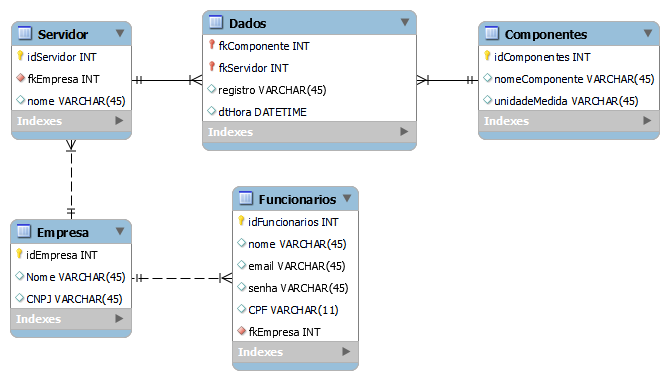 Servidor
idServidor INT
fkEmpresa INT
nome VARCHAR(45)
Indexes
Dados
fkComponente INT
fkServidor INT
registro VARCHAR(45)
dtHora DATETIME
Indexes
Componentes
idComponentes INT
nomeComponente VARCHAR(45)
unidadeMedida VARCHAR(45)
Indexes
Empresa
idEmpresa INT
Nome VARCHAR(45)
CNPJ VARCHAR(45)
Indexes
Funcionarios
idFuncionarios INT
nome VARCHAR(45)
email VARCHAR(45)
senha VARCHAR(45)
CPF VARCHAR(11)
fkEmpresa INT
Indexes